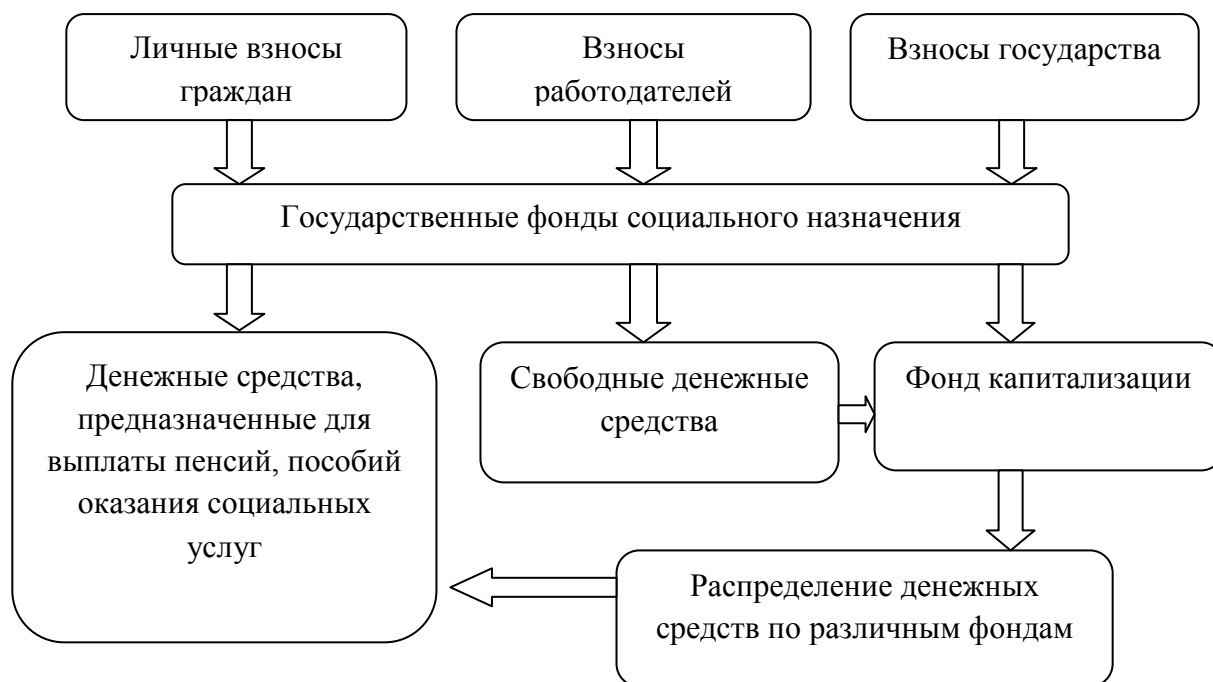 Личные взносы
граждан
Взносы
работодателей
Взносы государства
Государственные фонды социального назначения
Денежные средства,
предназначенные для
выплаты пенсий, пособий
оказания социальных
услуг
Свободные денежные
средства
Фонд капитализации
Распределение денежных
средств по различным фондам